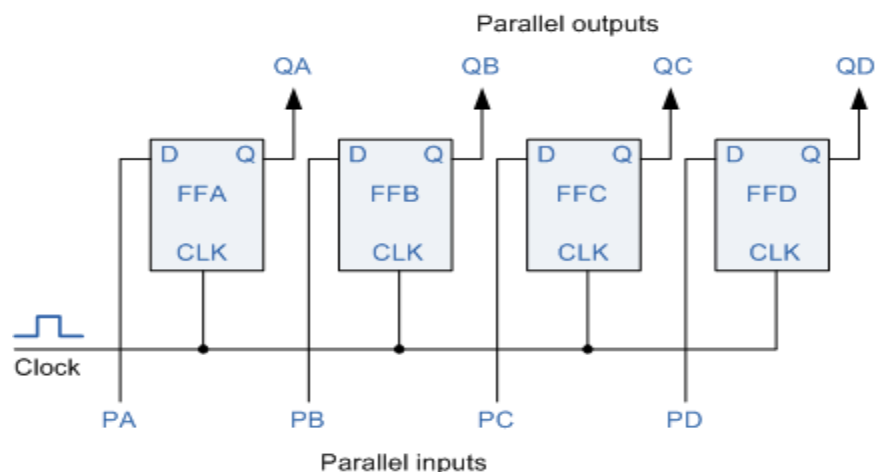 Parallel outputs
QA QB QC QD
D Q D Q D Q D Q
FFA FFB FFC FFD
CLK CLK CLK CLK
Clock
PA PB PC PD
Parallel inputs